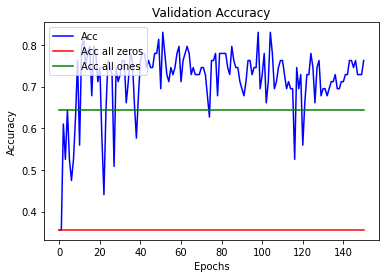 Validation Accuracy
Acc
Acc all zeros
Acc all ones
Accuracy
0.8
0.7
0.6
0.5
0.4
0 20 40 60 80 100 120 140
Epochs